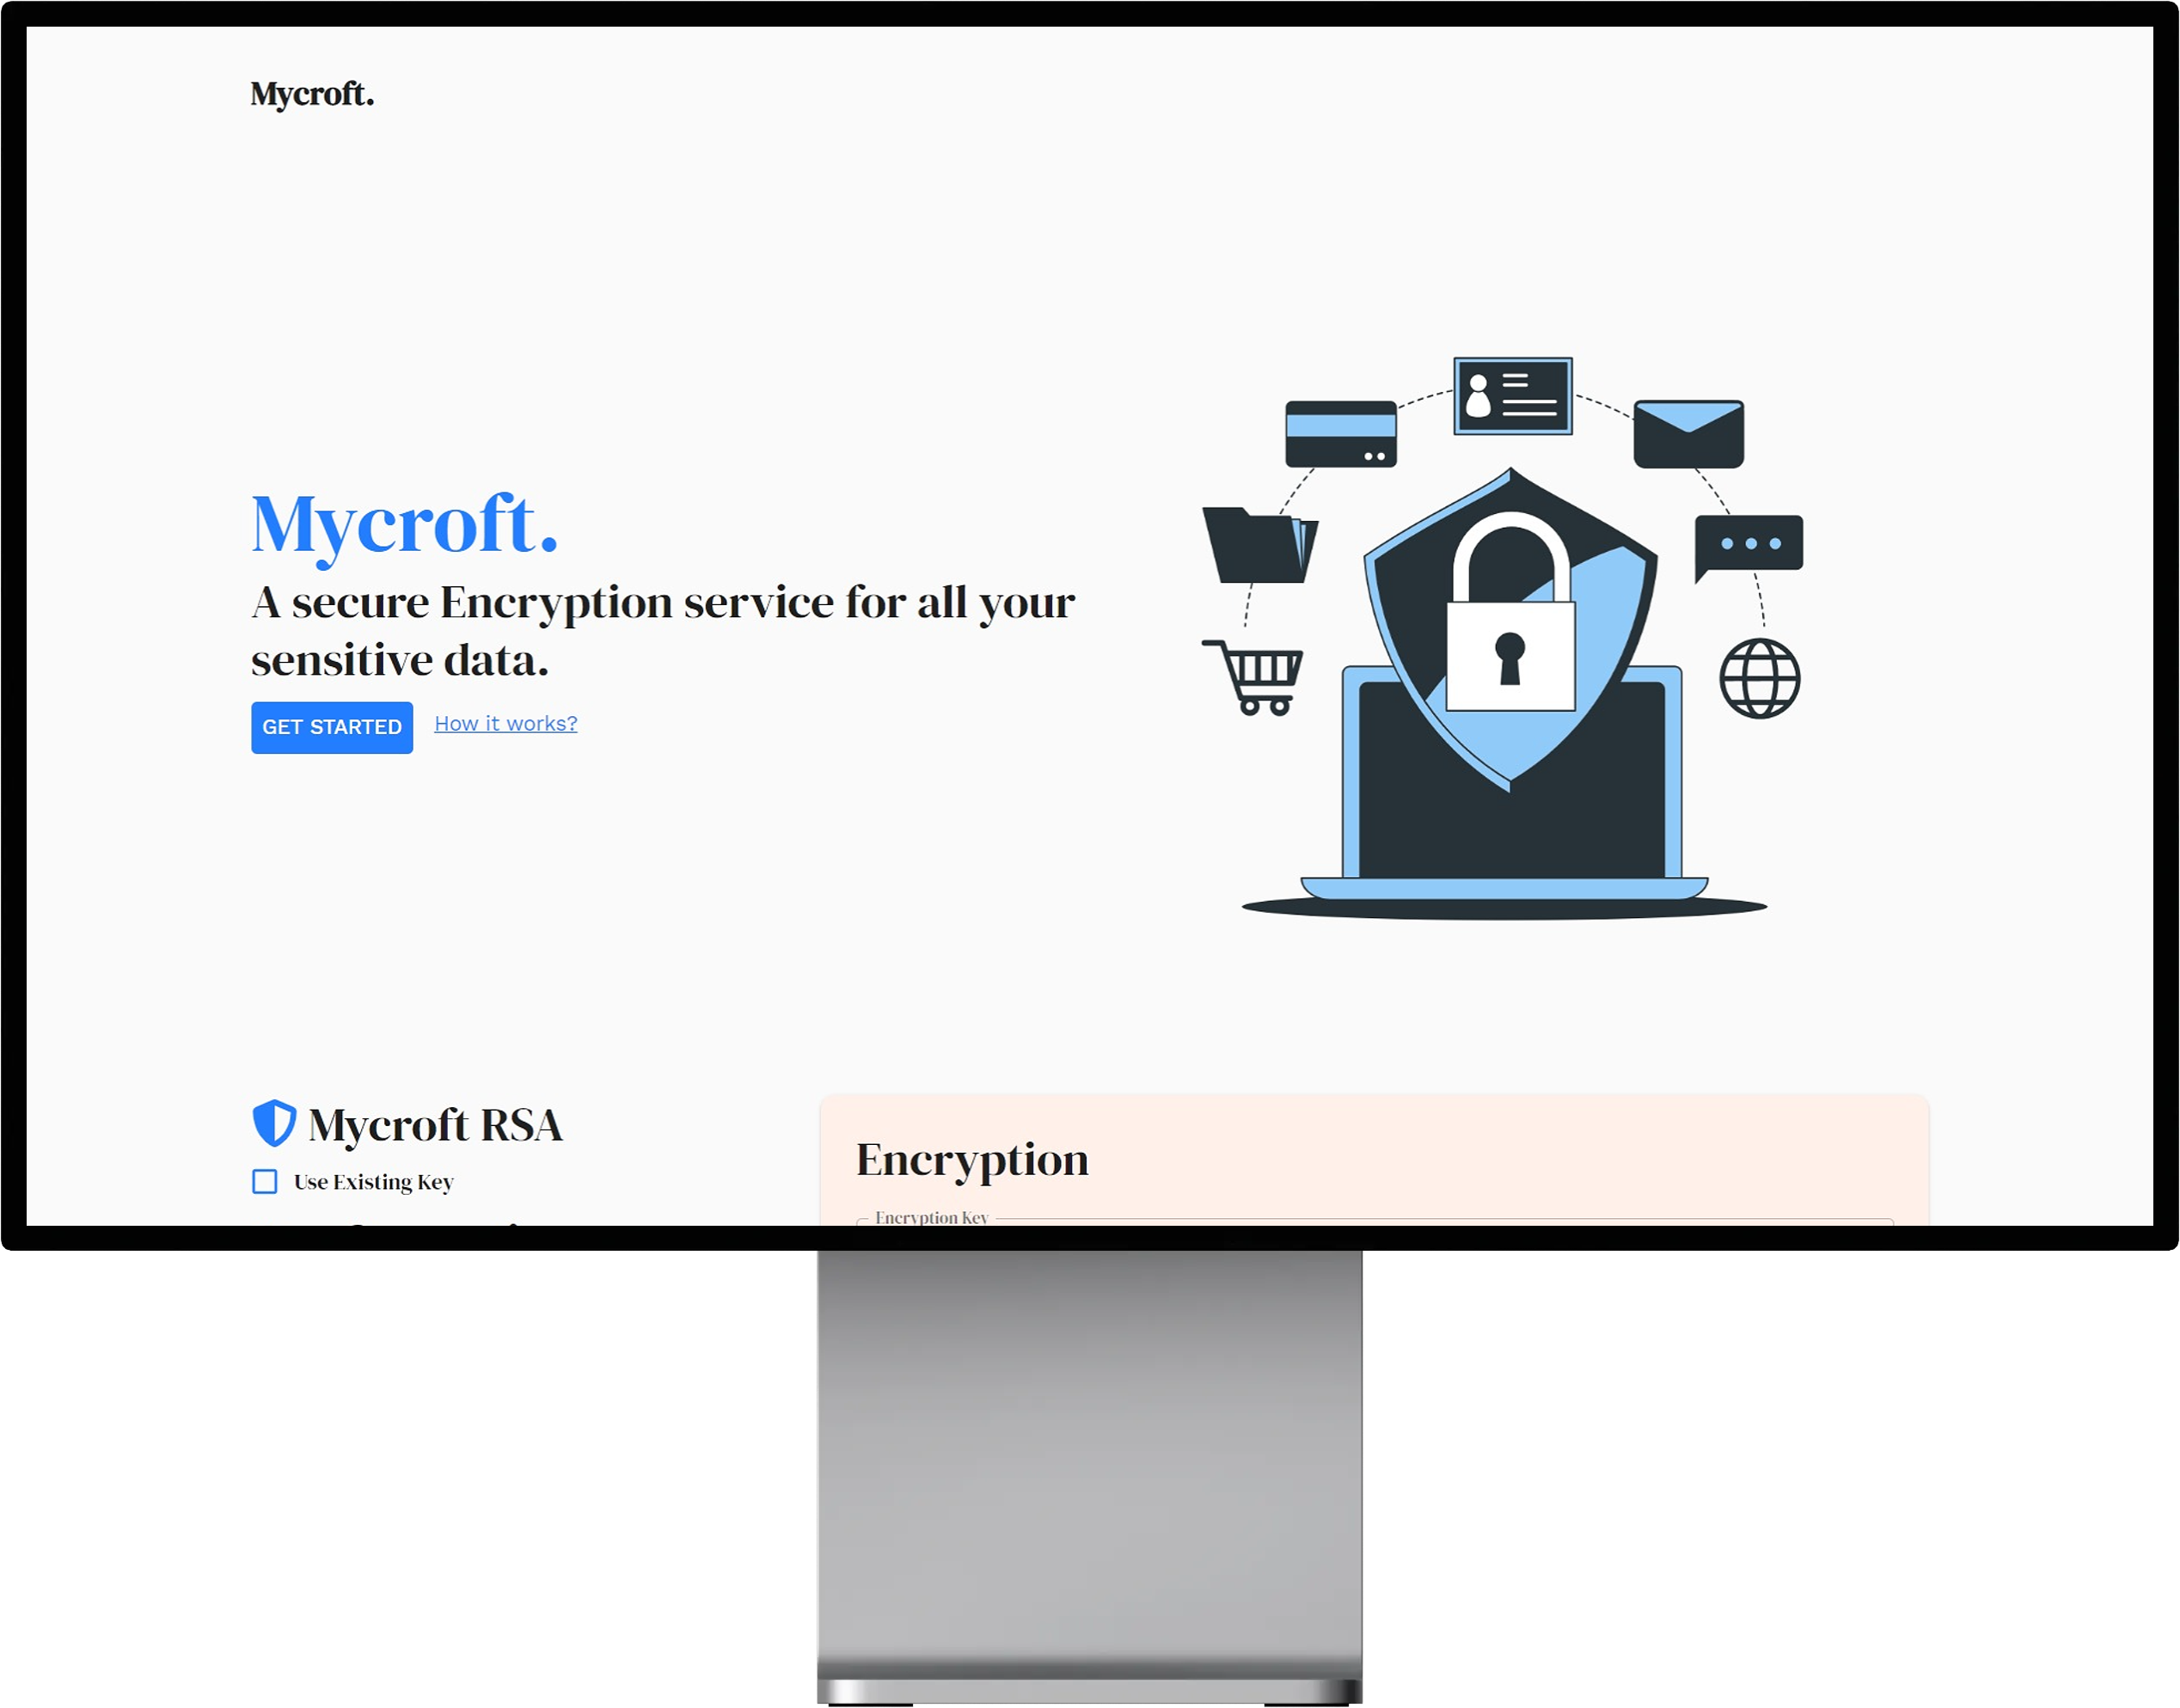 Mycroft.
Mycroft.
A secure Encryption service for all your
sensitive data.
GET STARTED
How it works?
Mycroft RSA
Use Existing Key
Encryption
Encryption Key